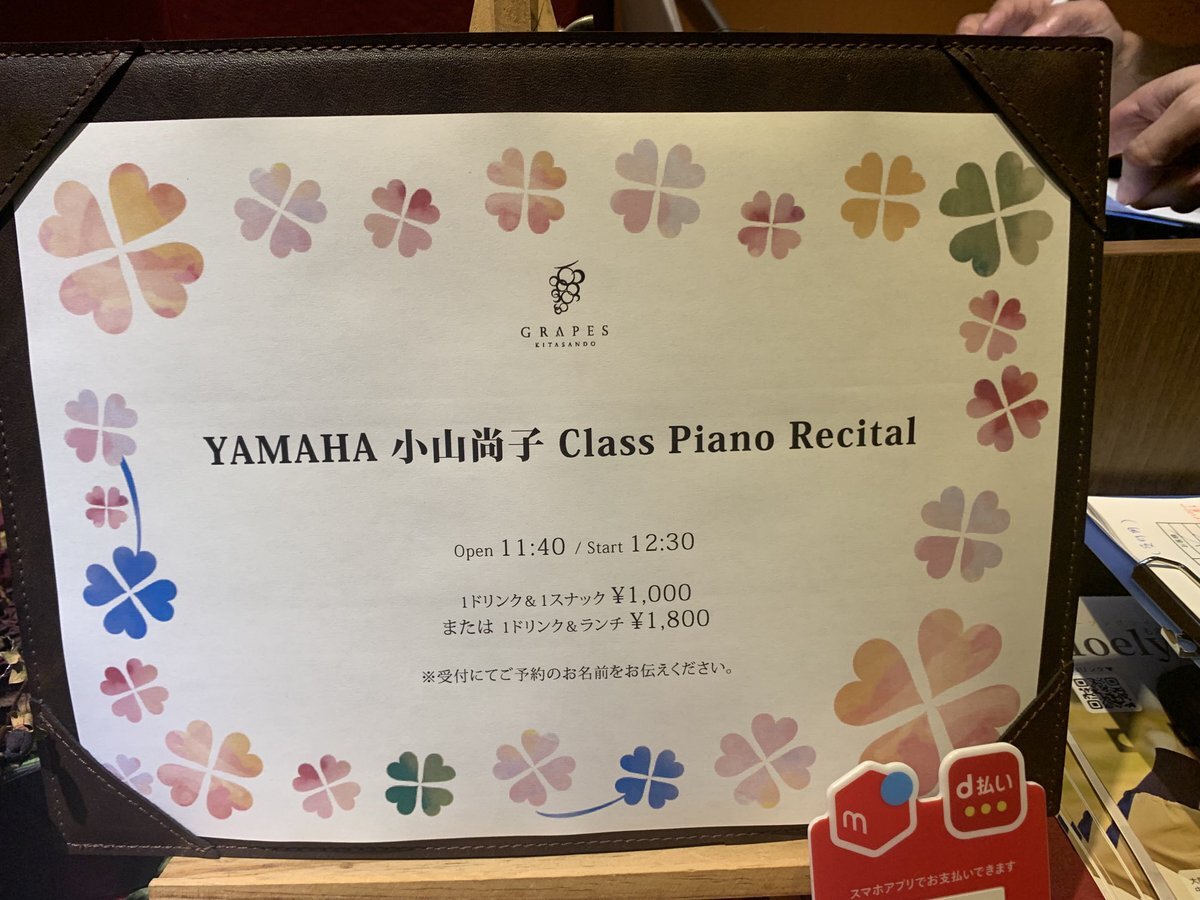 GRAPES
KITASANDO
YAMAHA 小山尚子 Class Piano Recital
Open 11:40 / Start 12:30
1ドリンク&1スナック ¥1,000
または 1ドリンク&ランチ ¥1,800
※受付にてご予約のお名前をお伝えください。
m
d払い
スマホアプリでお支払いできます